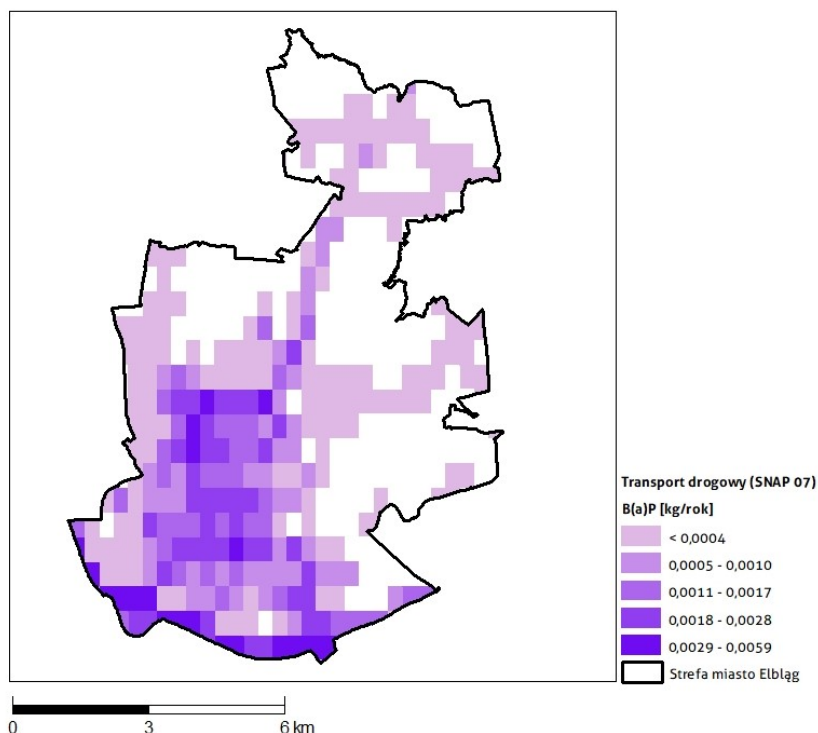 Transport drogowy (SNAP 07)
B(a)P [kg/rok]
< 0,0004
0,0005 - 0,0010
0,0011 - 0,0017
0,0018 - 0,0028
0,0029 - 0,0059
Strefa miasto Elbląg
0 3 6 km